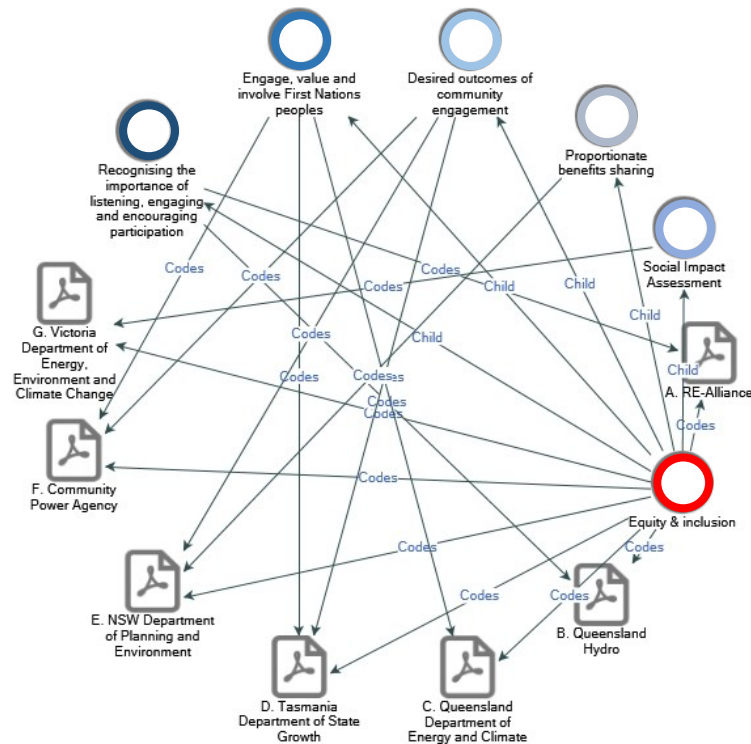 Engage, value and
involve First Nations
peoples
Desired outcomes of
community
engagement
Recognising the
importance of
listening, engaging
and encouraging
participation
Proportionate
benefits sharing
Social Impact
Assessment
Codes
Codes
Codes
Codes
Child
Child
Child
G. Victoria
Department of
Energy,
Environment and
Climate Change
Codes
Codes
Child
Codes
Codes
Child
A. RE-Alliance
Codes
Codes
Codes
F. Community
Power Agency
Codes
Codes
Equity & inclusion
Codes
Codes
E. NSW Department
of Planning and
Environment
Codes
Codes
B. Queensland
Hydro
D. Tasmania
Department of State
Growth
C. Queensland
Department of
Energy and Climate